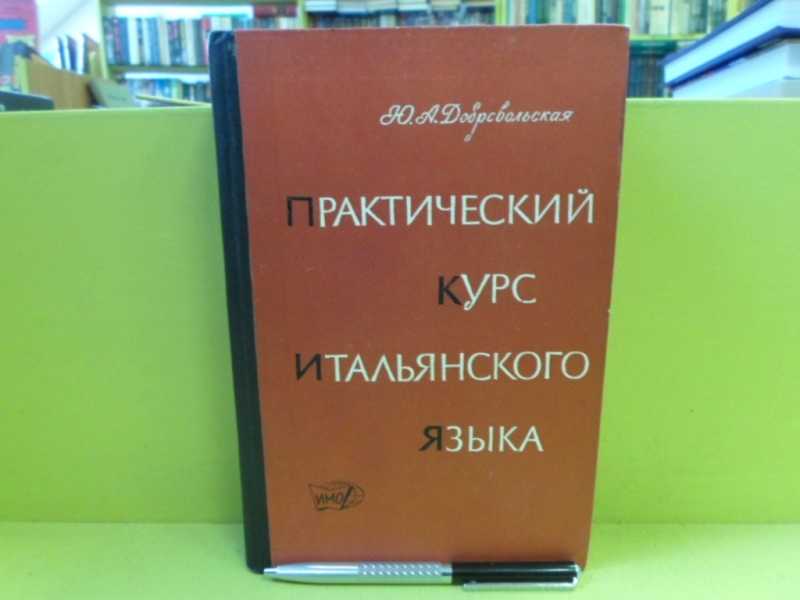 Ю. А. Добровольская
ПРАКТИЧЕСКИЙ
КУРС
ИТАЛЬЯНСКОГО
ЯЗЫКА
ИМО